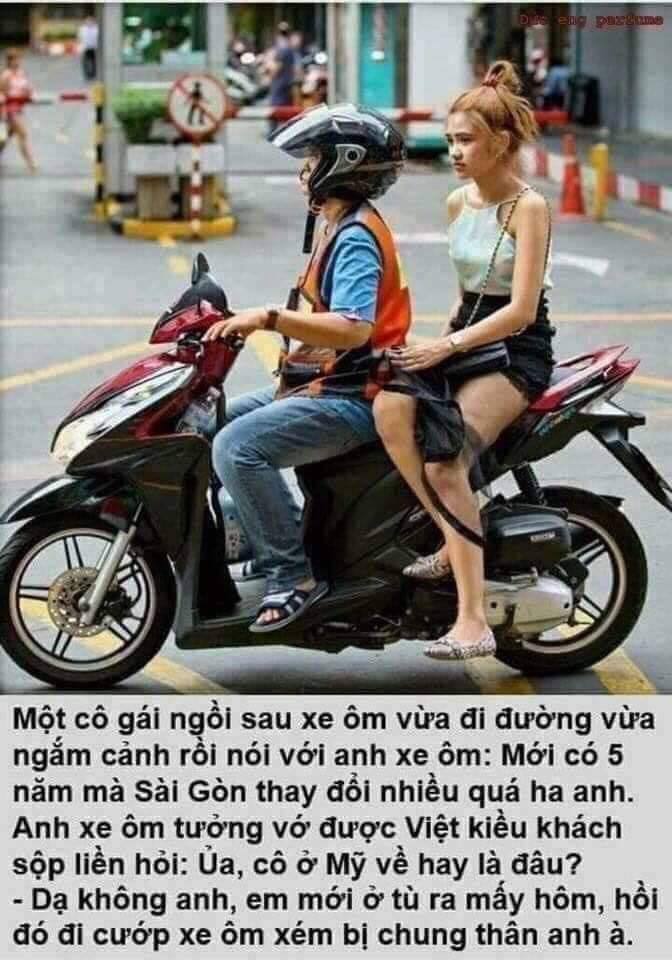 Đức eng perfume
Một cô gái ngồi sau xe ôm vừa đi đường vừa
ngắm cảnh rồi nói với anh xe ôm: Mới có 5
năm mà Sài Gòn thay đổi nhiều quá ha anh.
Anh xe ôm tưởng vớ được Việt kiều khách
sộp liền hỏi: Ủa, cô ở Mỹ về hay là đâu?
- Dạ không anh, em mới ở tù ra mấy hôm, hồi
đó đi cướp xe ôm xém bị chung thân anh à.